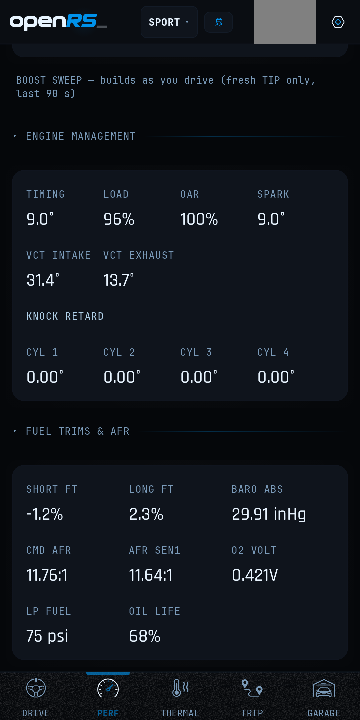 openRS_
SPORT
BOOST SWEEP — builds as you drive (fresh TIP only,
last 90 s)
ENGINE MANAGEMENT
TIMING LOAD OAR SPARK
9.0° 96% 100% 9.0°
VCT INTAKE VCT EXHAUST
31.4° 13.7°
KNOCK RETARD
CYL 1 CYL 2 CYL 3 CYL 4
0.00° 0.00° 0.00° 0.00°
FUEL TRIMS & AFR
SHORT FT LONG FT BARO ABS
-1.2% 2.3% 29.91 inHg
CMD AFR AFR SEN1 O2 VOLT
11.76:1 11.64:1 0.421V
LP FUEL OIL LIFE
75 psi 68%
DRIVE PERF THERMAL TRIP GARAGE